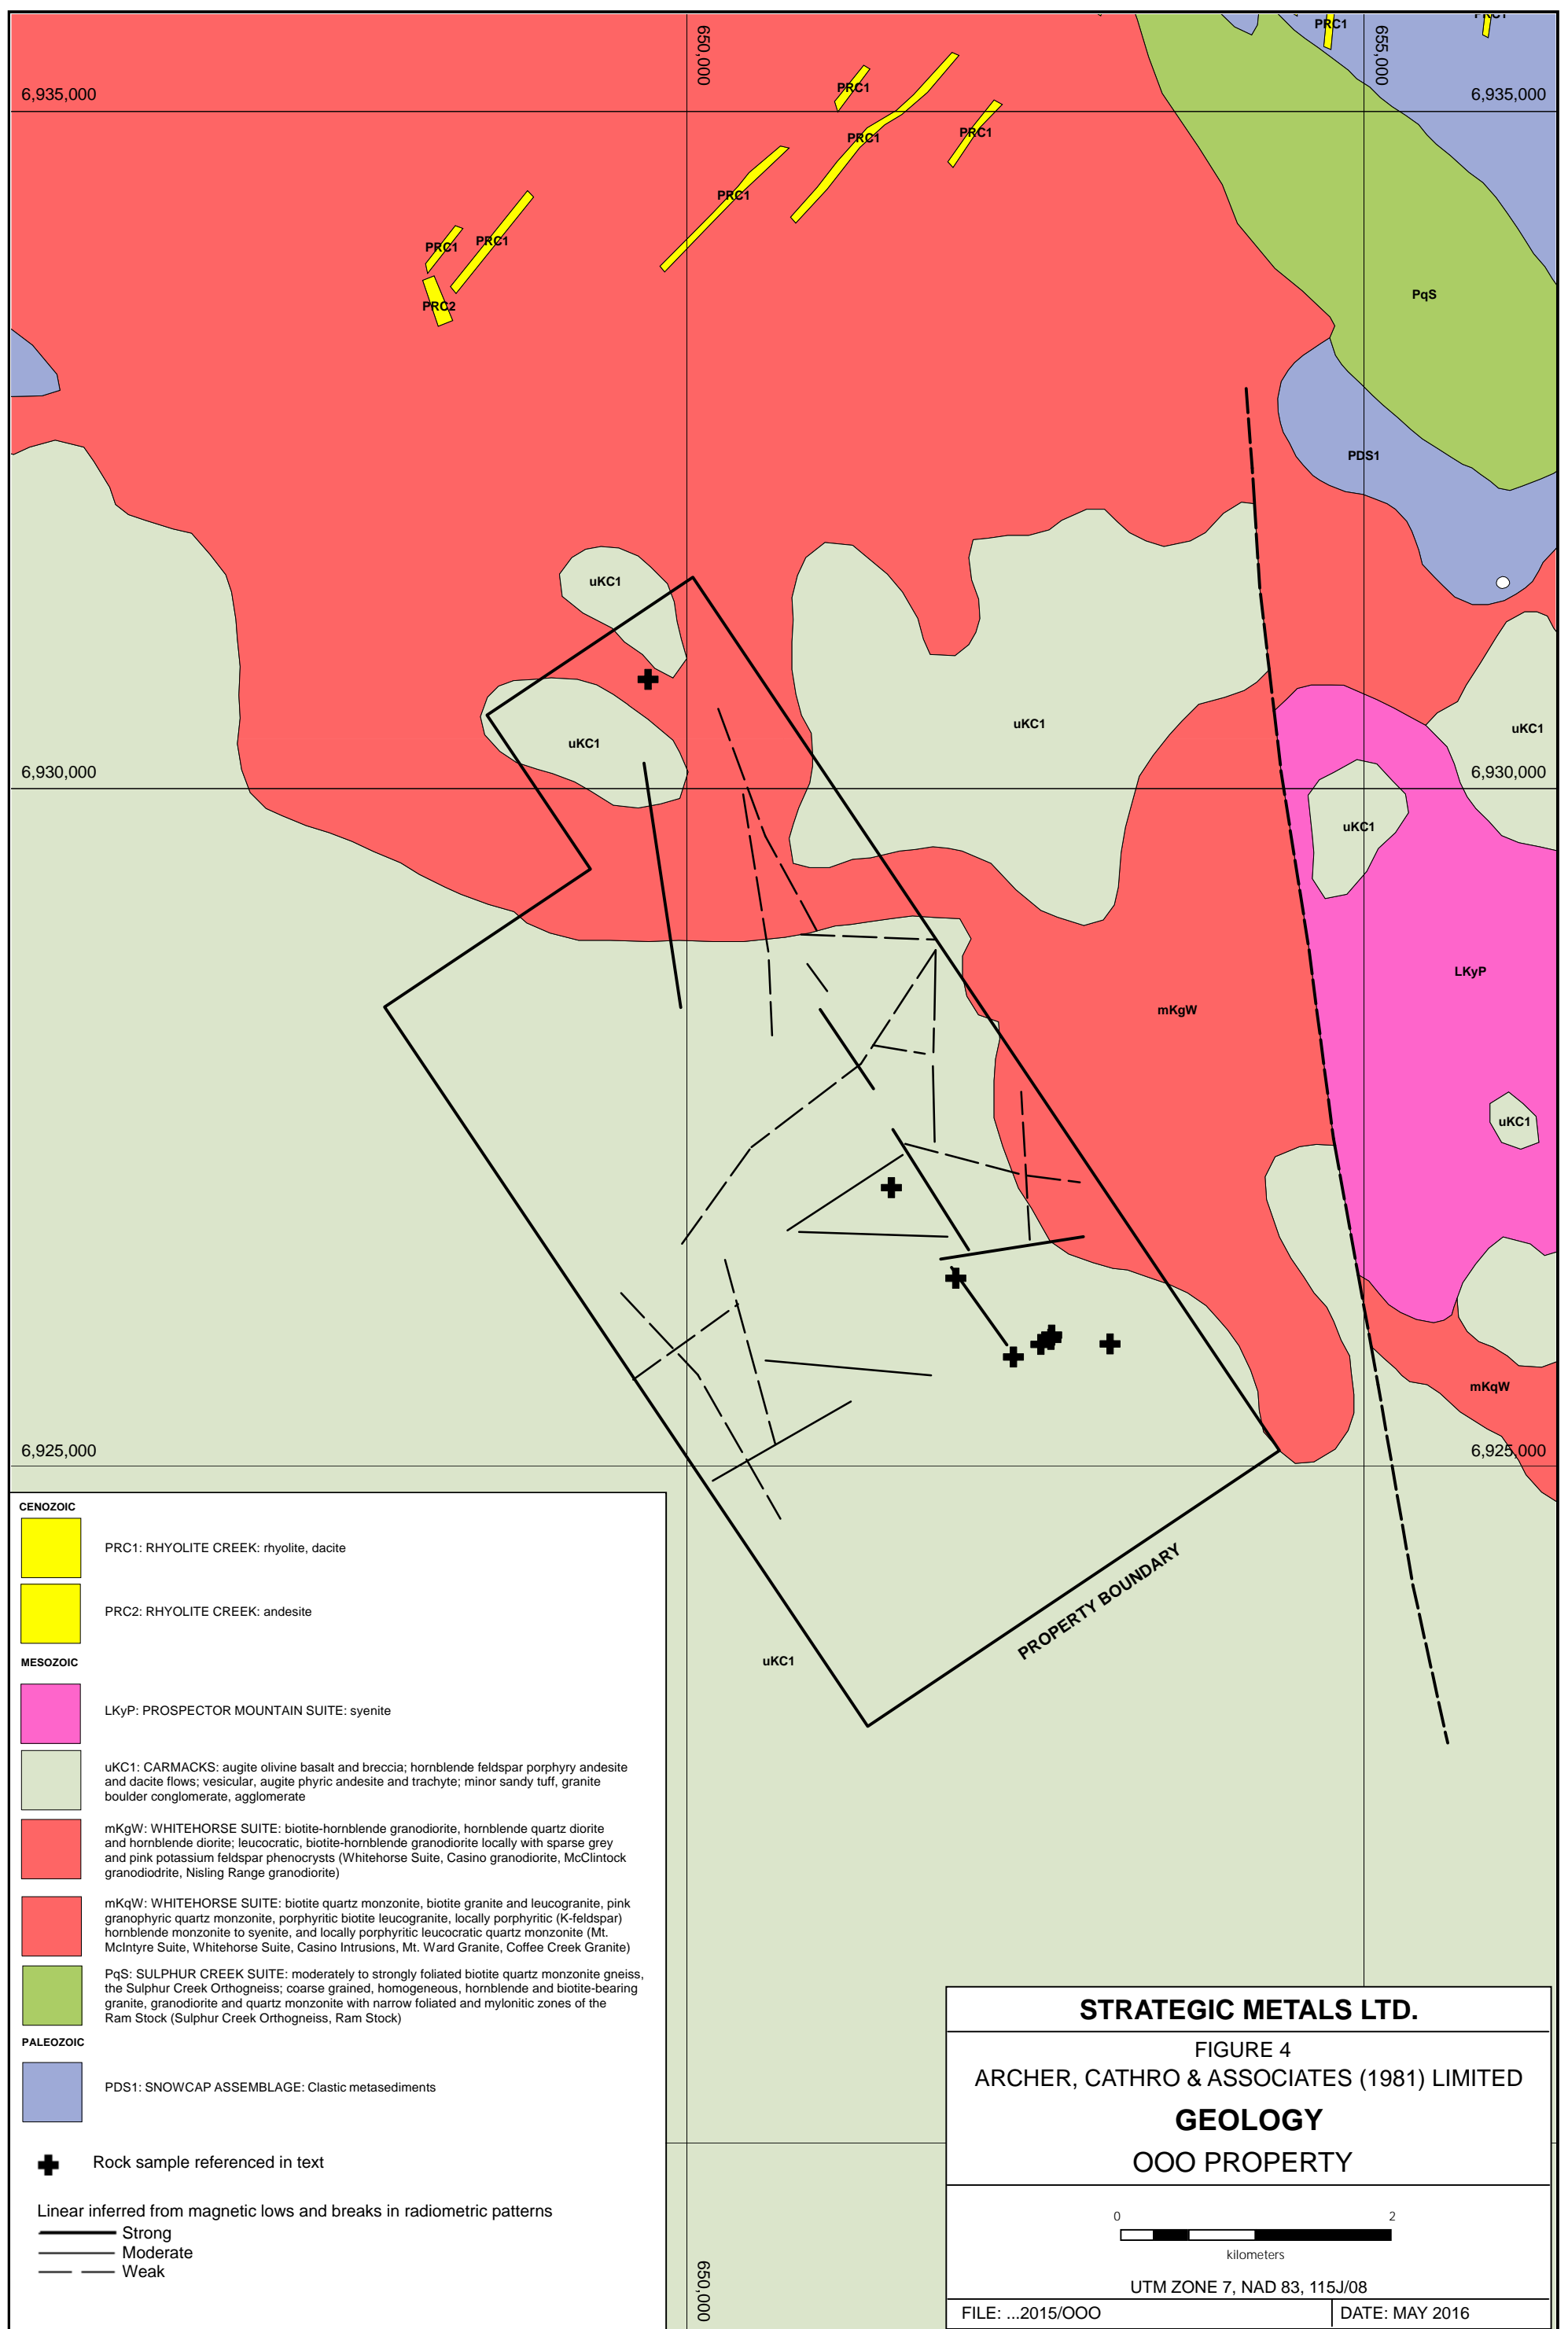 650,000
655,000
PRC1
PRC1
6,935,000
6,935,000
PRC1
PRC1
PRC1
PRC1
PRC1
PRC1
PRC2
PqS
PDS1
uKC1
uKC1
uKC1
uKC1
6,930,000
6,930,000
uKC1
LKyP
mKgW
uKC1
mKqW
6,925,000
6,925,000
PROPERTY BOUNDARY
uKC1
CENOZOIC
PRC1: RHYOLITE CREEK: rhyolite, dacite
PRC2: RHYOLITE CREEK: andesite
MESOZOIC
LKyP: PROSPECTOR MOUNTAIN SUITE: syenite
uKC1: CARMACKS: augite olivine basalt and breccia; hornblende feldspar porphyry andesite
and dacite flows; vesicular, augite phyric andesite and trachyte; minor sandy tuff, granite
boulder conglomerate, agglomerate
mKgW: WHITEHORSE SUITE: biotite-hornblende granodiorite, hornblende quartz diorite
and hornblende diorite; leucocratic, biotite-hornblende granodiorite locally with sparse grey
and pink potassium feldspar phenocrysts (Whitehorse Suite, Casino granodiorite, McClintock
granodiodrite, Nisling Range granodiorite)
mKqW: WHITEHORSE SUITE: biotite quartz monzonite, biotite granite and leucogranite, pink
granophyric quartz monzonite, porphyritic biotite leucogranite, locally porphyritic (K-feldspar)
hornblende monzonite to syenite, and locally porphyritic leucocratic quartz monzonite (Mt.
McIntyre Suite, Whitehorse Suite, Casino Intrusions, Mt. Ward Granite, Coffee Creek Granite)
PqS: SULPHUR CREEK SUITE: moderately to strongly foliated biotite quartz monzonite gneiss,
the Sulphur Creek Orthogneiss; coarse grained, homogeneous, hornblende and biotite-bearing
granite, granodiorite and quartz monzonite with narrow foliated and mylonitic zones of the
Ram Stock (Sulphur Creek Orthogneiss, Ram Stock)
PALEOZOIC
PDS1: SNOWCAP ASSEMBLAGE: Clastic metasediments
Rock sample referenced in text
Linear inferred from magnetic lows and breaks in radiometric patterns
Strong
Moderate
Weak
650,000
STRATEGIC METALS LTD.
FIGURE 4
ARCHER, CATHRO & ASSOCIATES (1981) LIMITED
GEOLOGY
OOO PROPERTY
0 2
kilometers
UTM ZONE 7, NAD 83, 115J/08
FILE: ...2015/OOO
DATE: MAY 2016